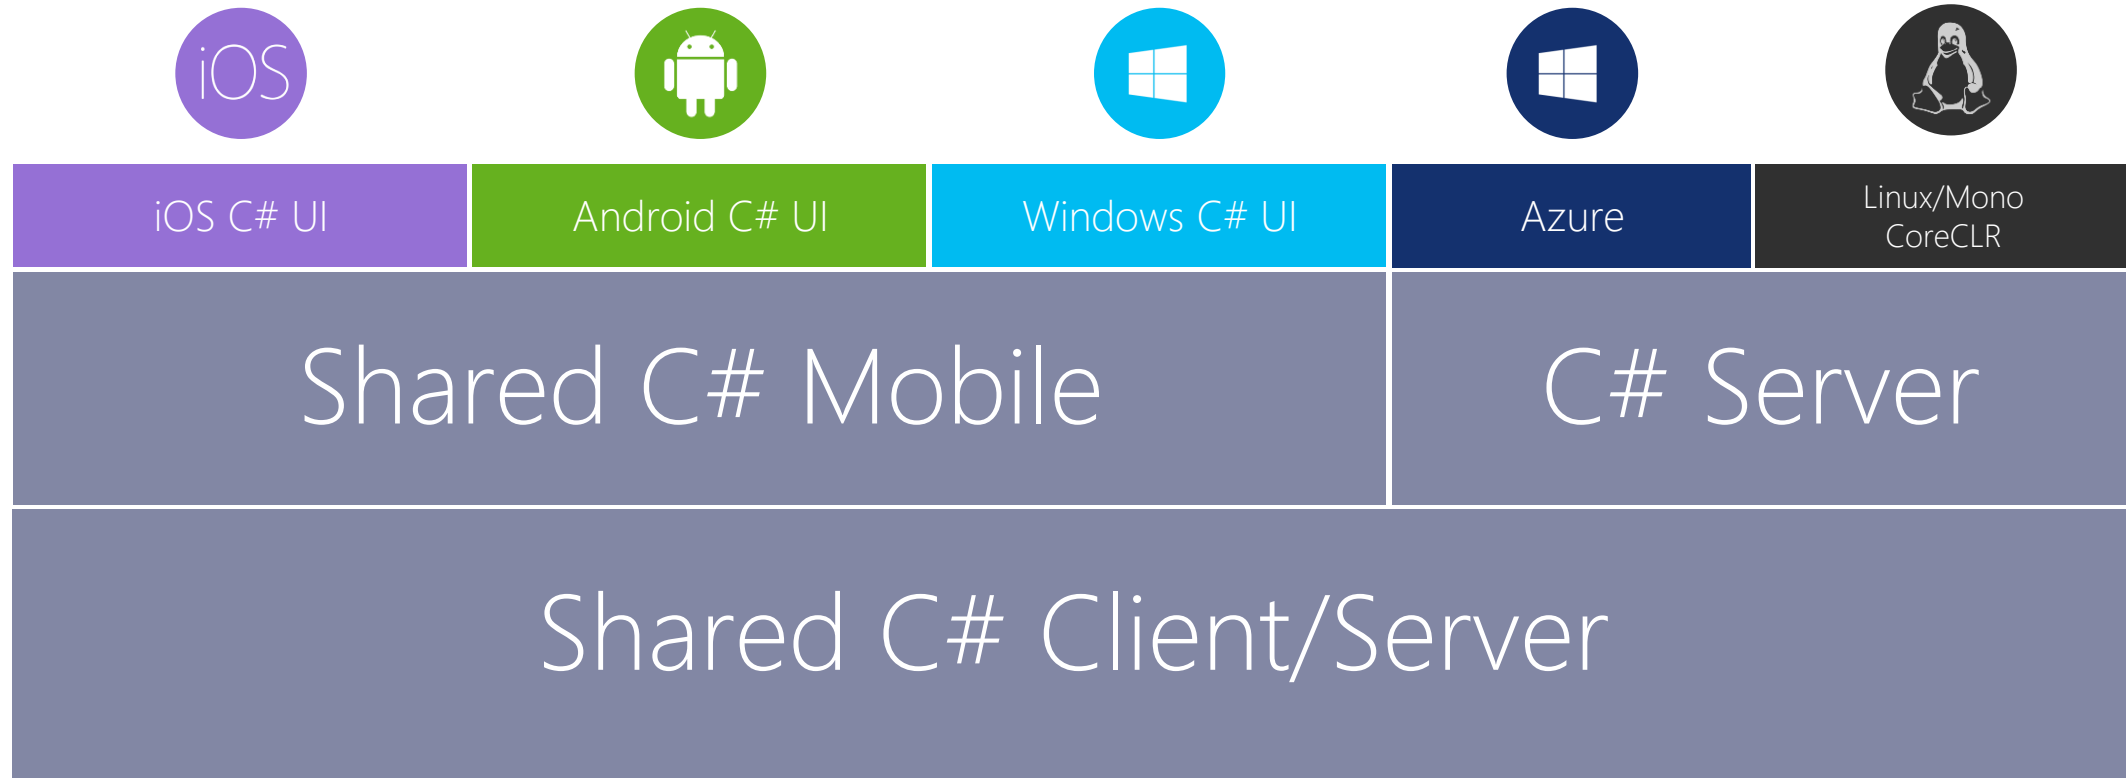 iOS
iOS C# UI
Android C# UI
Windows C# UI
Azure
Linux/Mono
CoreCLR
Shared C# Mobile
C# Server
Shared C# Client/Server